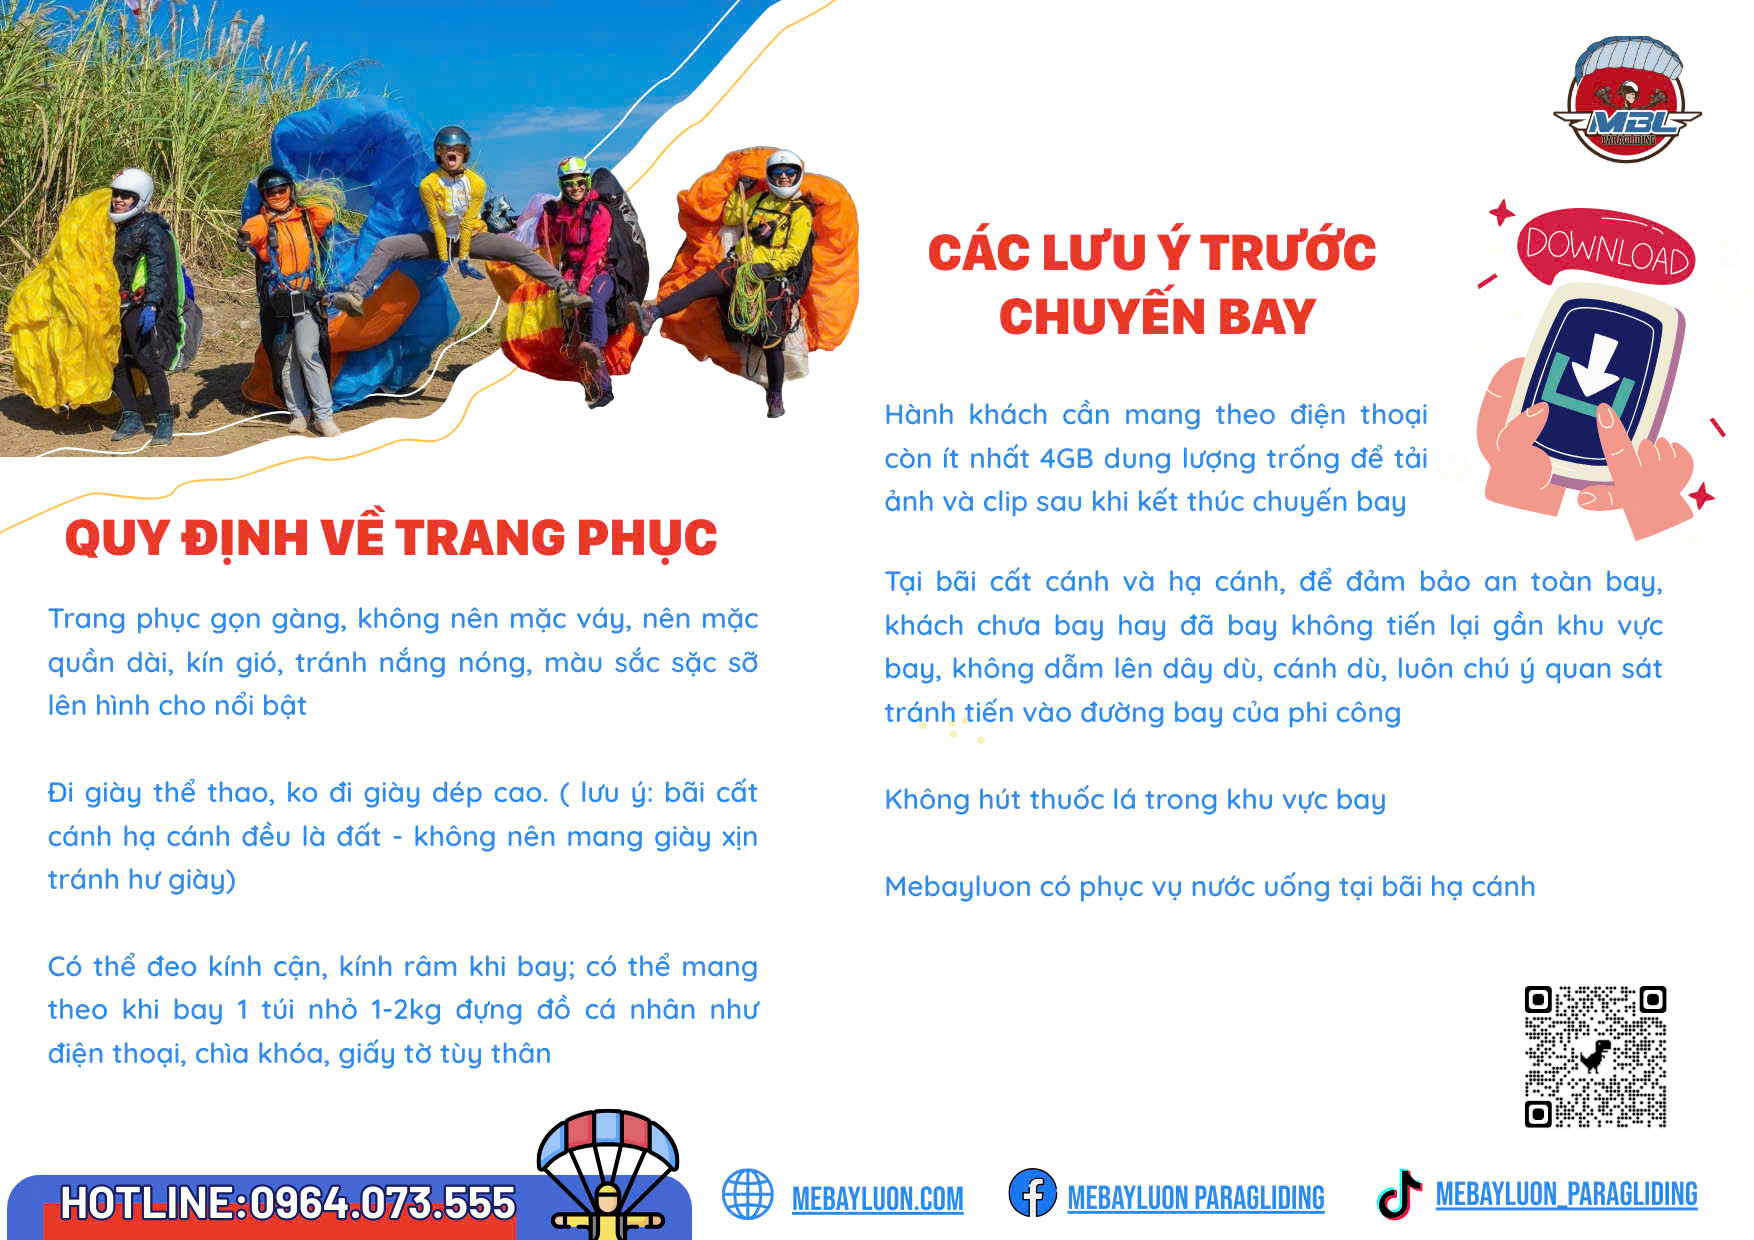 MBL
PARAGLIDING
DOWNLOAD
QUY ĐỊNH VỀ TRANG PHỤC
Trang phục gọn gàng, không nên mặc váy, nên mặc
quần dài, kín gió, tránh nắng nóng, màu sắc sặc sỡ
lên hình cho nổi bật
Đi giày thể thao, ko đi giày dép cao. ( lưu ý: bãi cất
cánh hạ cánh đều là đất - không nên mang giày xịn
tránh hư giày)
Có thể đeo kính cận, kính râm khi bay; có thể mang
theo khi bay 1 túi nhỏ 1-2kg đựng đồ cá nhân như
điện thoại, chìa khóa, giấy tờ tùy thân
CÁC LƯU Ý TRƯỚC
CHUYẾN BAY
Hành khách cần mang theo điện thoại
còn ít nhất 4GB dung lượng trống để tải
ảnh và clip sau khi kết thúc chuyến bay
Tại bãi cất cánh và hạ cánh, để đảm bảo an toàn bay,
khách chưa bay hay đã bay không tiến lại gần khu vực
bay, không dẫm lên dây dù, cánh dù, luôn chú ý quan sát
tránh tiến vào đường bay của phi công
Không hút thuốc lá trong khu vực bay
Mebayluon có phục vụ nước uống tại bãi hạ cánh
HOTLINE:0964.073.555
MEBAYLUON.COM
MEBAYLUON PARAGLIDING
MEBAYLUON_PARAGLIDING